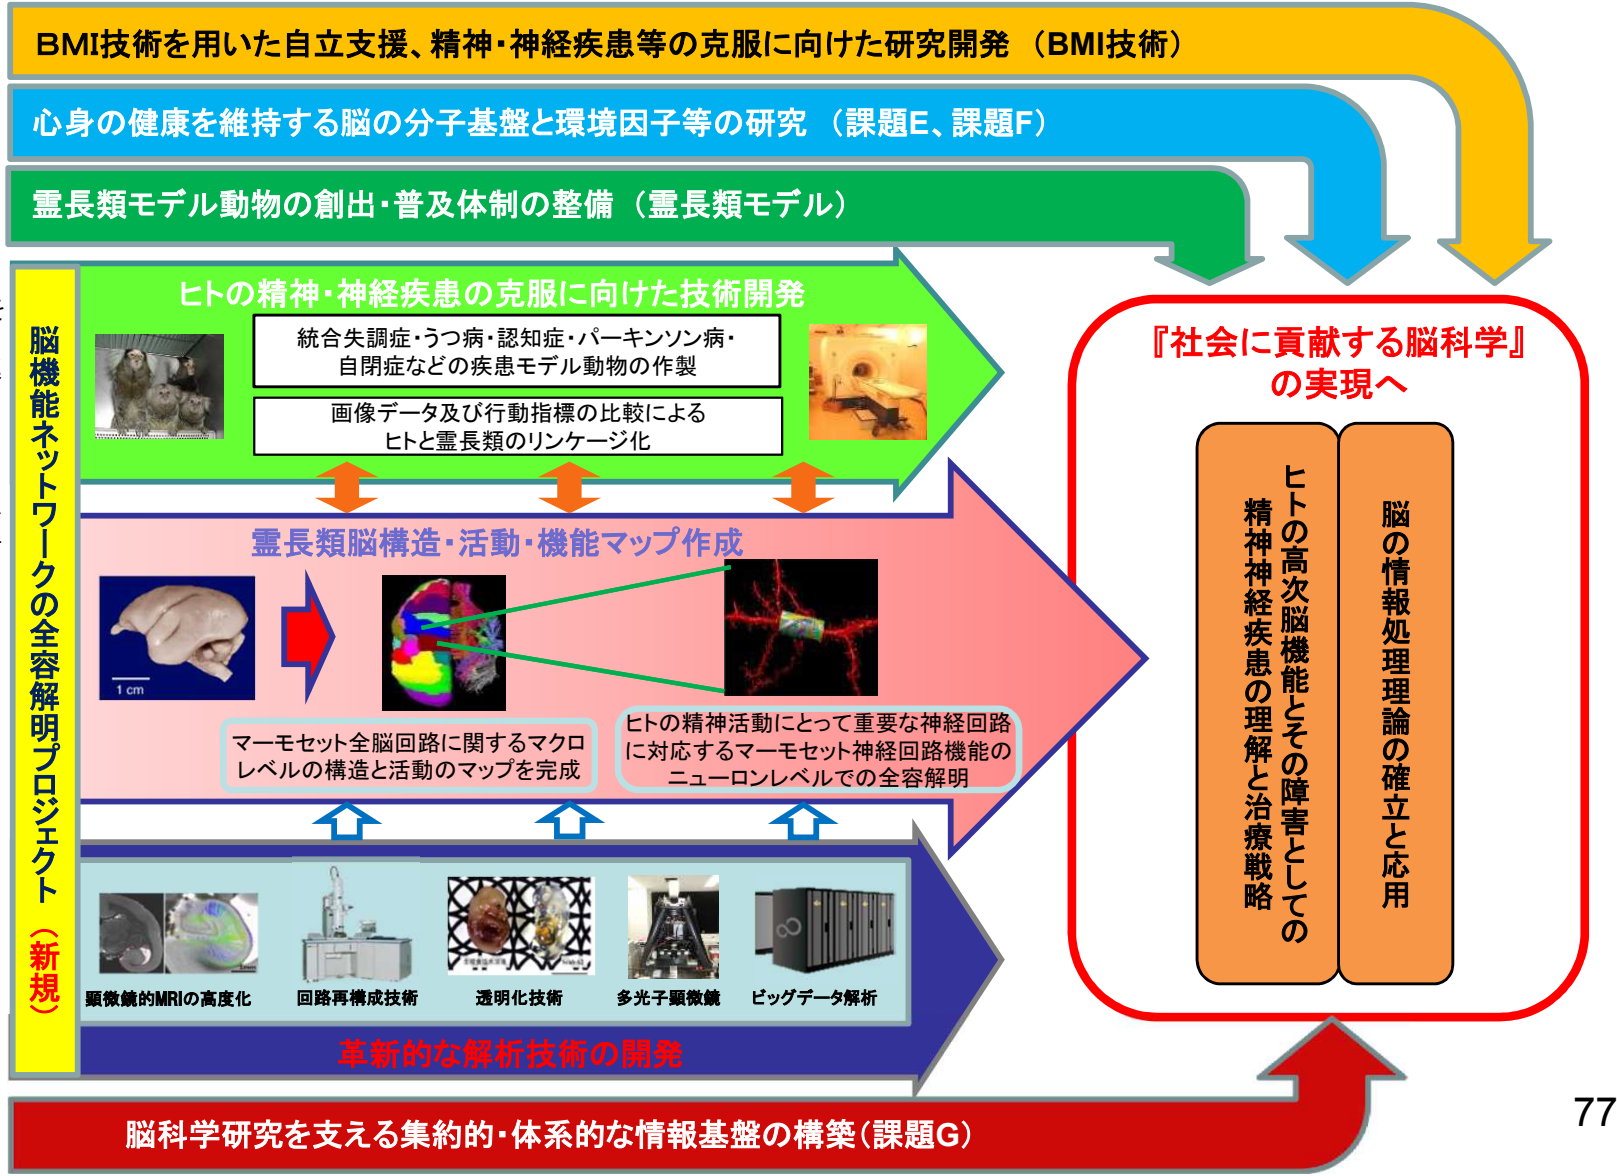 BMI技術を用いた自立支援、精神・神経疾患等の克服に向けた研究開発 （BMI技術）
心身の健康を維持する脳の分子基盤と環境因子等の研究 （課題E、課題F）
霊長類モデル動物の創出・普及体制の整備 （霊長類モデル）
脳機能ネットワークの全容解明プロジェクト（新規）
ヒトの精神・神経疾患の克服に向けた技術開発
統合失調症・うつ病・認知症・パーキンソン病・
自閉症などの疾患モデル動物の作製
画像データ及び行動指標の比較による
ヒトと霊長類のリンケージ化
霊長類脳構造・活動・機能マップ作成
1 cm
マーモセット全脳回路に関するマクロ
レベルの構造と活動のマップを完成
ヒトの精神活動にとって重要な神経回路
に対応するマーモセット神経回路機能の
ニューロンレベルでの全容解明
顕微鏡的MRIの高度化
回路再構成技術
透明化技術
多光子顕微鏡
ビッグデータ解析
革新的な解析技術の開発
『社会に貢献する脳科学』
の実現へ
脳の情報処理理論の確立と応用
ヒトの高次脳機能とその障害としての
精神神経疾患の理解と治療戦略
脳科学研究を支える集約的・体系的な情報基盤の構築（課題G）
77